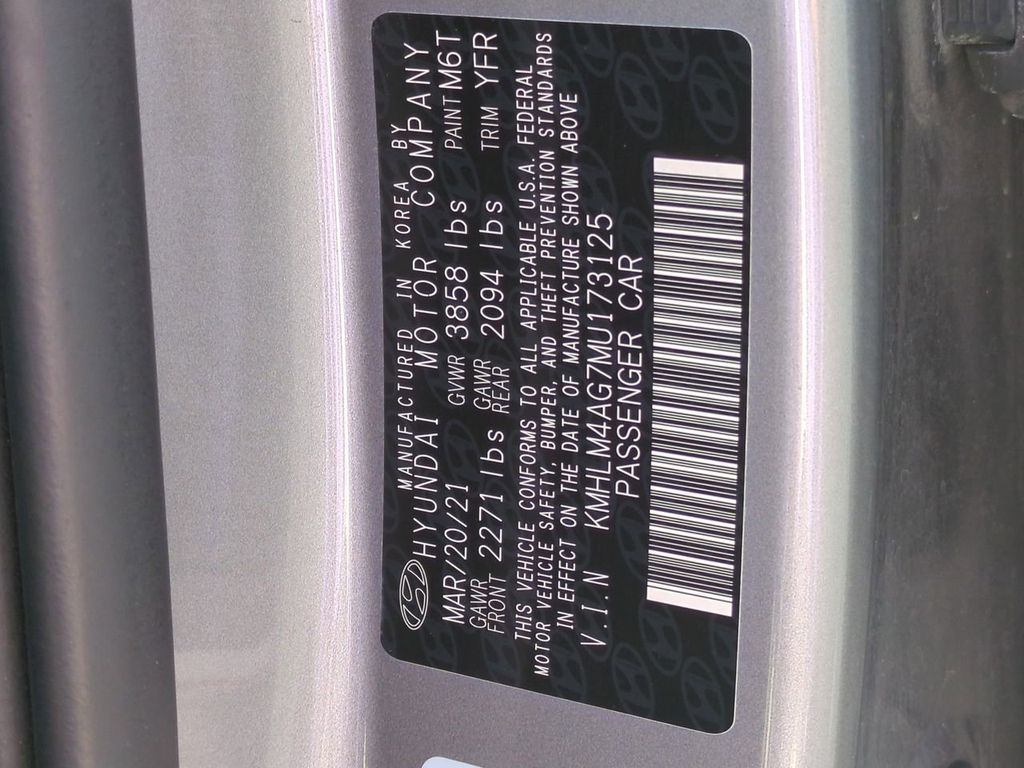 MANUFACTURED IN KOREA BY
HYUNDAI MOTOR COMPANY
MAR/20/21 GVWR 3858 lbs PAINT M6T
GAWR FRONT 2271 lbs GAWR REAR 2094 lbs TRIM YFR
THIS VEHICLE CONFORMS TO ALL APPLICABLE U.S.A. FEDERAL
MOTOR VEHICLE SAFETY, BUMPER, AND THEFT PREVENTION STANDARDS
IN EFFECT ON THE DATE OF MANUFACTURE SHOWN ABOVE
V.I.N KMHLM4AG7MU173125
PASSENGER CAR